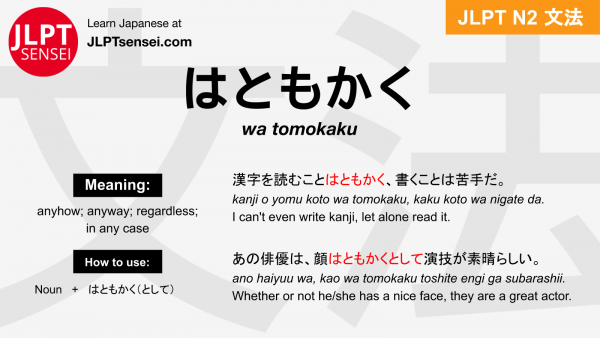 JLPT
SENSEI
Learn Japanese at
JLPTsensei.com
JLPT N2 文法
はともかく
wa tomokaku
Meaning:
anyhow; anyway; regardless;
in any case
How to use:
Noun + はともかく(として)
漢字を読むことはともかく、書くことは苦手だ。
kanji o yomu koto wa tomokaku, kaku koto wa nigate da.
I can't even write kanji, let alone read it.
あの俳優は、顔はともかくとして演技が素晴らしい。
ano haiyuu wa, kao wa tomokaku toshite engi ga subarashii.
Whether or not he/she has a nice face, they are a great actor.
文法